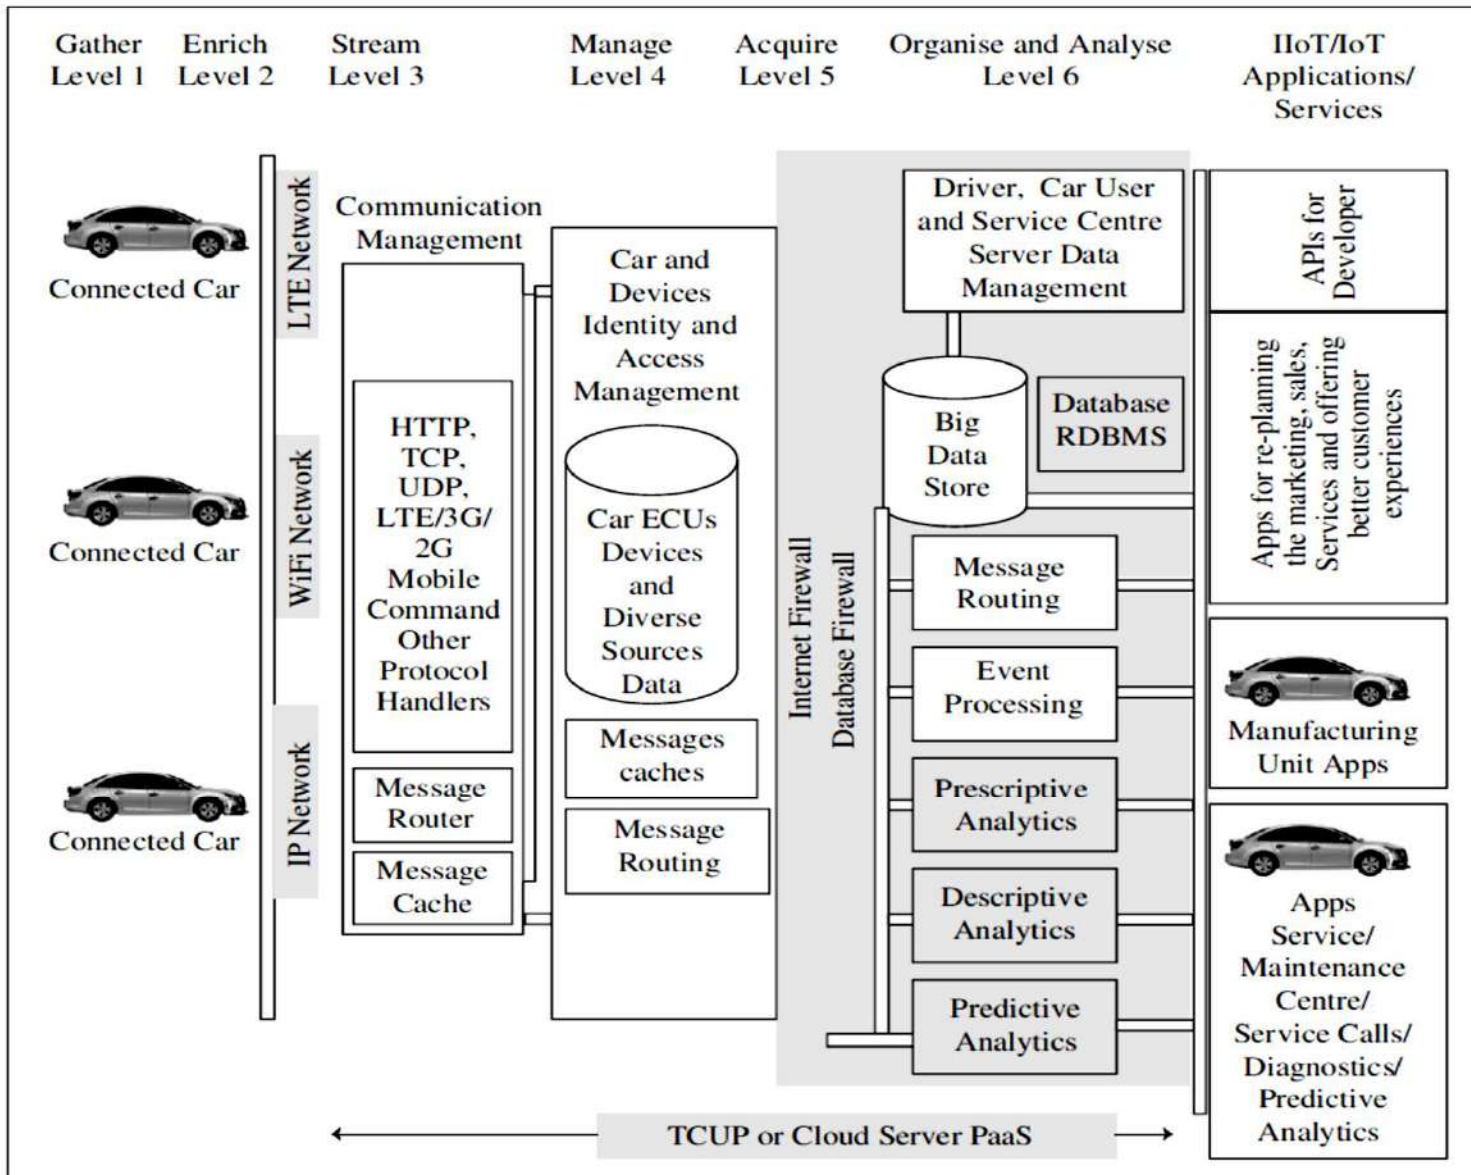 Gather
Level 1
Enrich
Level 2
Stream
Level 3
Manage
Level 4
Acquire
Level 5
Organise and Analyse
Level 6
IIoT/IoT
Applications/
Services
Connected Car
Connected Car
Connected Car
LTE Network
WiFi Network
IP Network
Communication
Management
HTTP,
TCP,
UDP,
LTE/3G/
2G
Mobile
Command
Other
Protocol
Handlers
Message
Router
Message
Cache
Car and
Devices
Identity and
Access
Management
Car ECUs
Devices
and
Diverse
Sources
Data
Messages
caches
Message
Routing
Internet Firewall
Database Firewall
Driver, Car User
and Service Centre
Server Data
Management
Big
Data
Store
Database
RDBMS
Message
Routing
Event
Processing
Prescriptive
Analytics
Descriptive
Analytics
Predictive
Analytics
APIs for
Developer
Apps for re-planning
the marketing, sales,
Services and offering
better customer
experiences
Manufacturing
Unit Apps
Apps
Service/
Maintenance
Centre/
Service Calls/
Diagnostics/
Predictive
Analytics
TCUP or Cloud Server PaaS